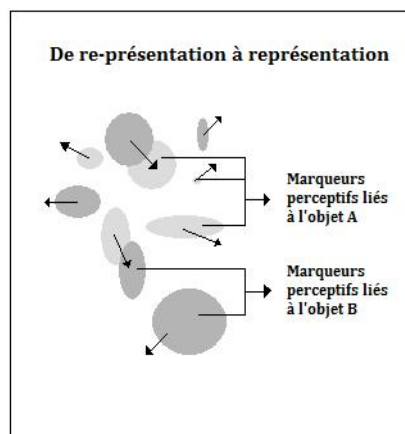 De re-présentation à représentation
Marqueurs
perceptifs liés
à l'objet A
Marqueurs
perceptifs liés
à l'objet B